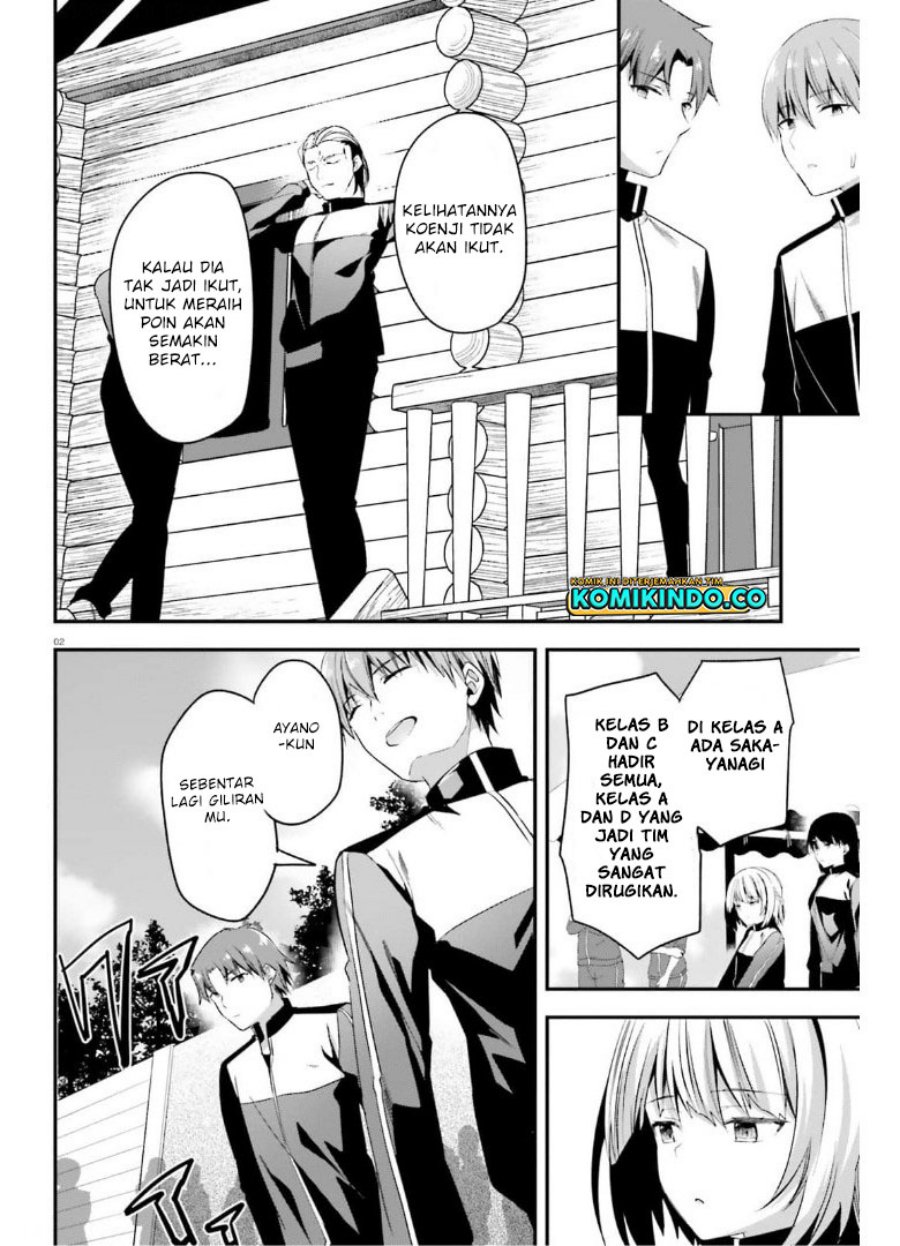 KELIHATANNYA
KOENJI TIDAK
AKAN IKUT.
KALAU DIA
TAK JADI IKUT,
UNTUK MERAIH
POIN AKAN
SEMAKIN
BERAT...
KOMIK INI DITERJEMAHKAN TIM
KOMIKINDO.CO
02
DI KELAS A
ADA SAKA-
YANAGI
KELAS B
DAN C
HADIR
SEMUA,
KELAS A
DAN D YANG
JADI TIM
YANG
SANGAT
DIRUGIKAN.
AYANO
-KUN
SEBENTAR
LAGI GILIRAN
MU.